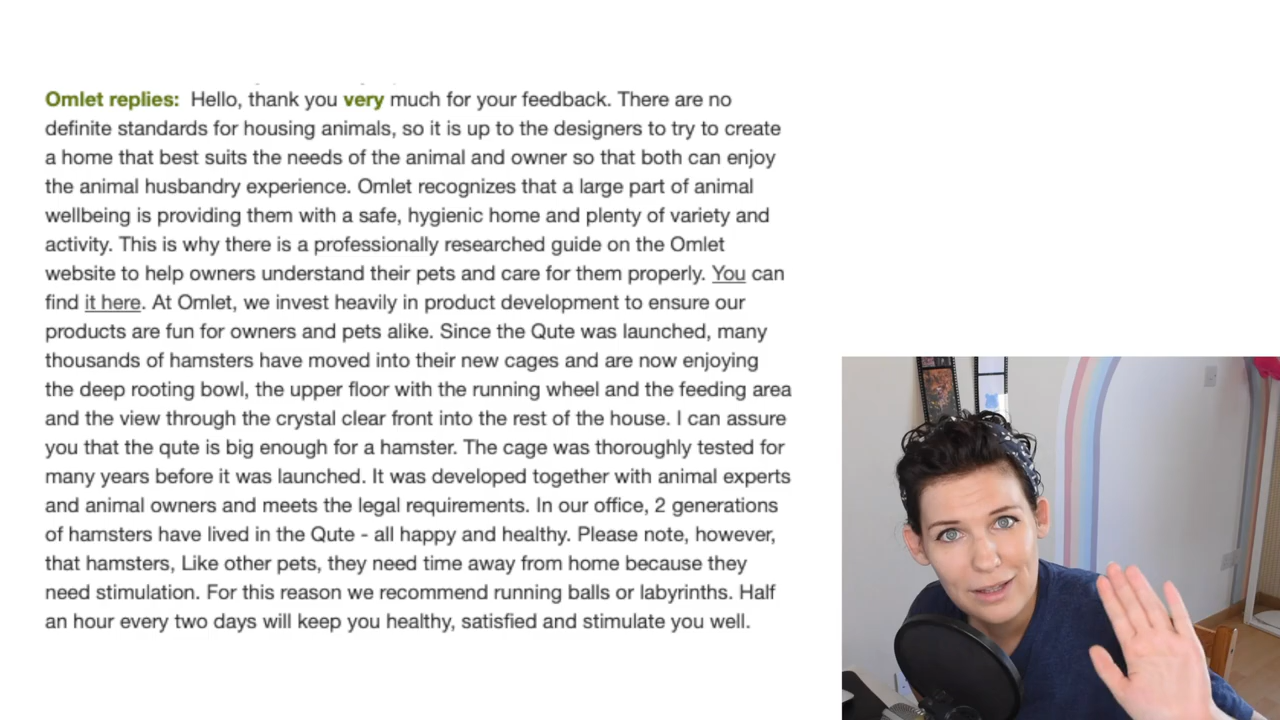 Omlet replies: Hello, thank you very much for your feedback. There are no
definite standards for housing animals, so it is up to the designers to try to create
a home that best suits the needs of the animal and owner so that both can enjoy
the animal husbandry experience. Omlet recognizes that a large part of animal
wellbeing is providing them with a safe, hygienic home and plenty of variety and
activity. This is why there is a professionally researched guide on the Omlet
website to help owners understand their pets and care for them properly. You can
find it here. At Omlet, we invest heavily in product development to ensure our
products are fun for owners and pets alike. Since the Qute was launched, many
thousands of hamsters have moved into their new cages and are now enjoying
the deep rooting bowl, the upper floor with the running wheel and the feeding area
and the view through the crystal clear front into the rest of the house. I can assure
you that the qute is big enough for a hamster. The cage was thoroughly tested for
many years before it was launched. It was developed together with animal experts
and animal owners and meets the legal requirements. In our office, 2 generations
of hamsters have lived in the Qute - all happy and healthy. Please note, however,
that hamsters, Like other pets, they need time away from home because they
need stimulation. For this reason we recommend running balls or labyrinths. Half
an hour every two days will keep you healthy, satisfied and stimulate you well.